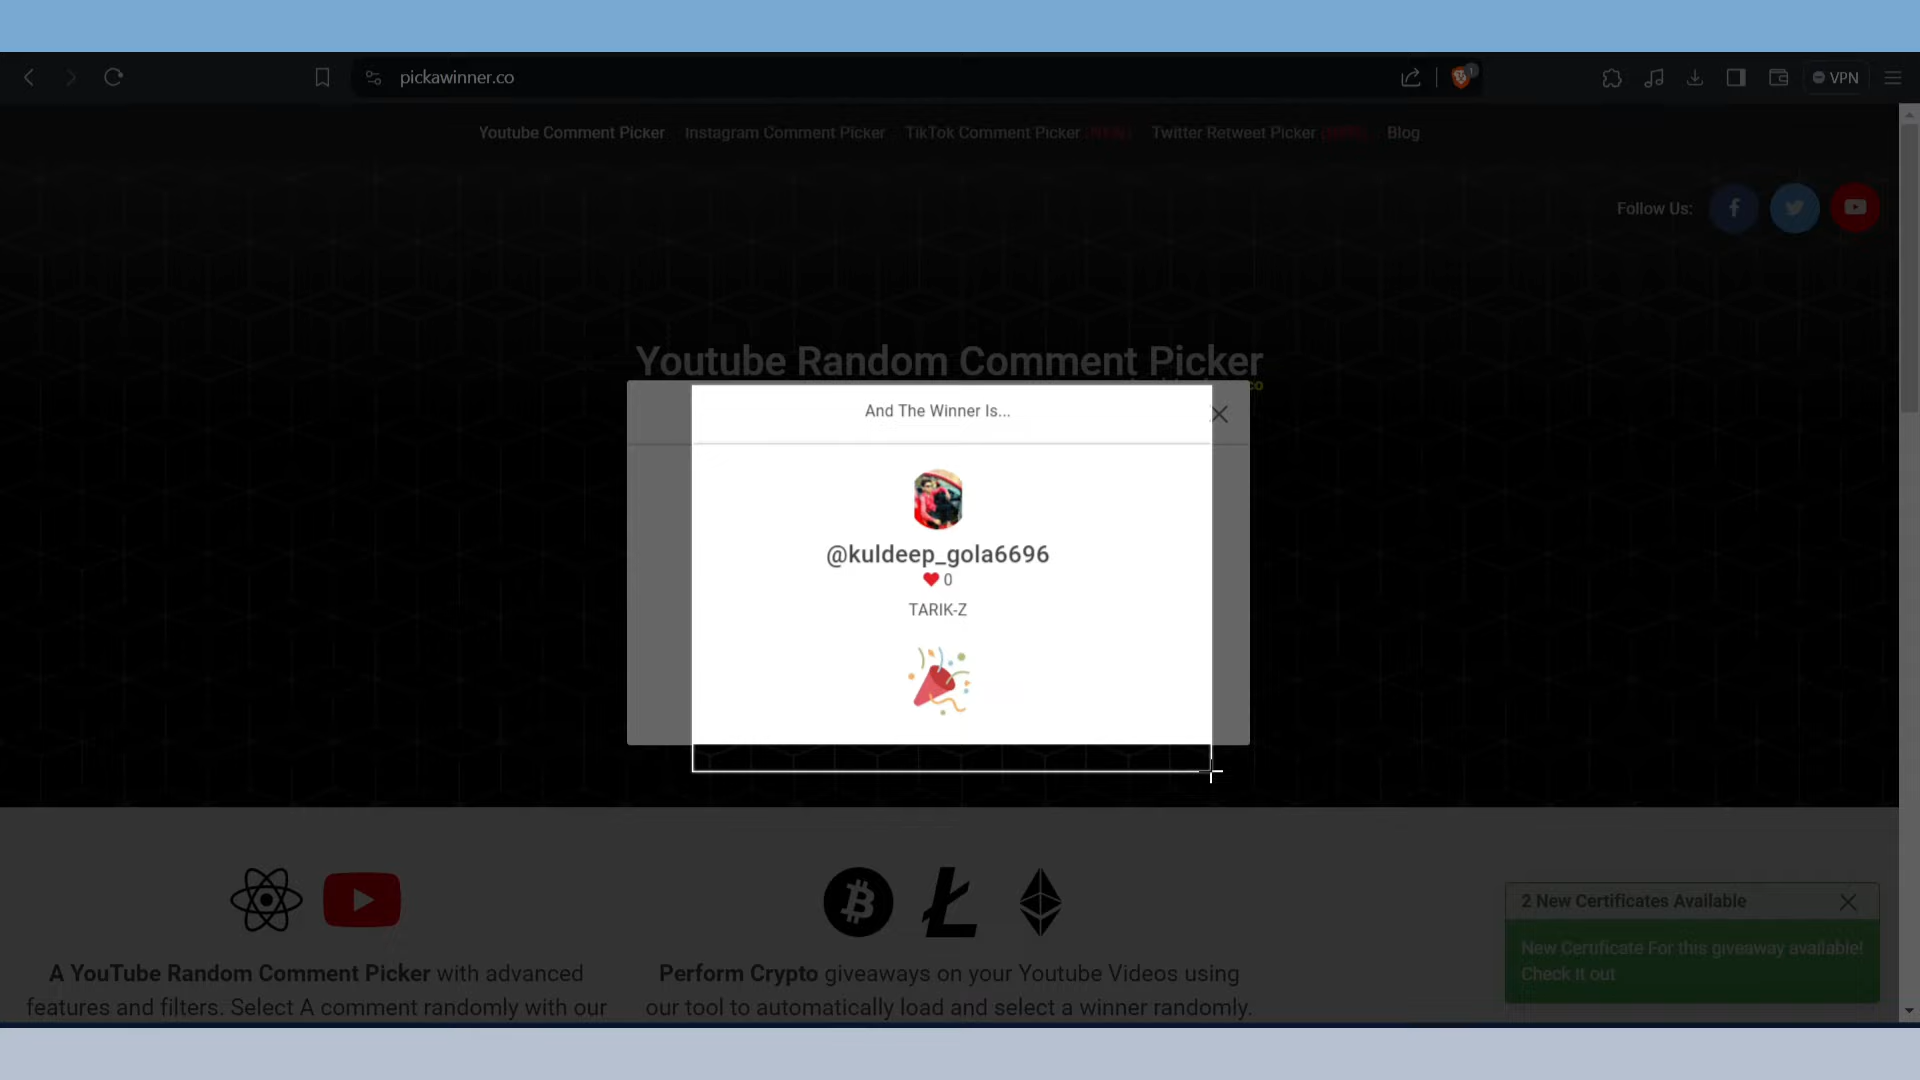 pickawinner.co
1
VPN
Youtube Comment Picker Instagram Comment Picker TikTok Comment Picker Twitter Retweet Picker Blog
Follow Us:
Youtube Random Comment Picker
co
And The Winner Is...
@kuldeep_gola6696
0
TARIK-Z
A YouTube Random Comment Picker with advanced
features and filters. Select A comment randomly with our
Perform Crypto giveaways on your Youtube Videos using
our tool to automatically load and select a winner randomly.
2 New Certificates Available
New Certificate For this giveaway available!
Check It out